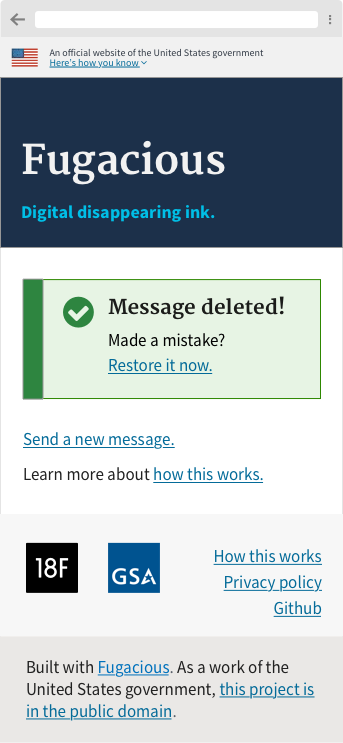 An official website of the United States government
Here's how you know
Fugacious
Digital disappearing ink.
Message deleted!
Made a mistake?
Restore it now.
Send a new message.
Learn more about how this works.
18F
GSA
How this works
Privacy policy
Github
Built with Fugacious. As a work of the
United States government, this project is
in the public domain.